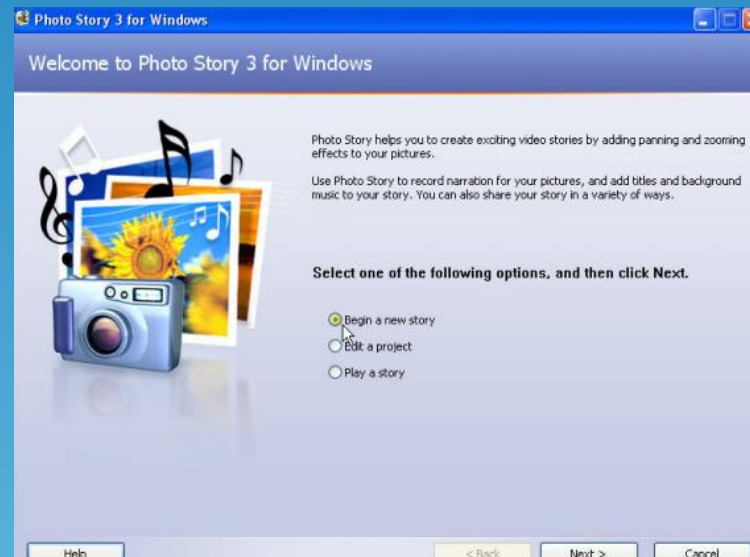 Photo Story 3 for Windows
Welcome to Photo Story 3 for Windows
Photo Story helps you to create exciting video stories by adding panning and zooming
effects to your pictures.
Use Photo Story to record narration for your pictures, and add titles and background
music to your story. You can also share your story in a variety of ways.
Select one of the following options, and then click Next.
Begin a new story
Edit a project
Play a story
Help
< Back
Next >
Cancel